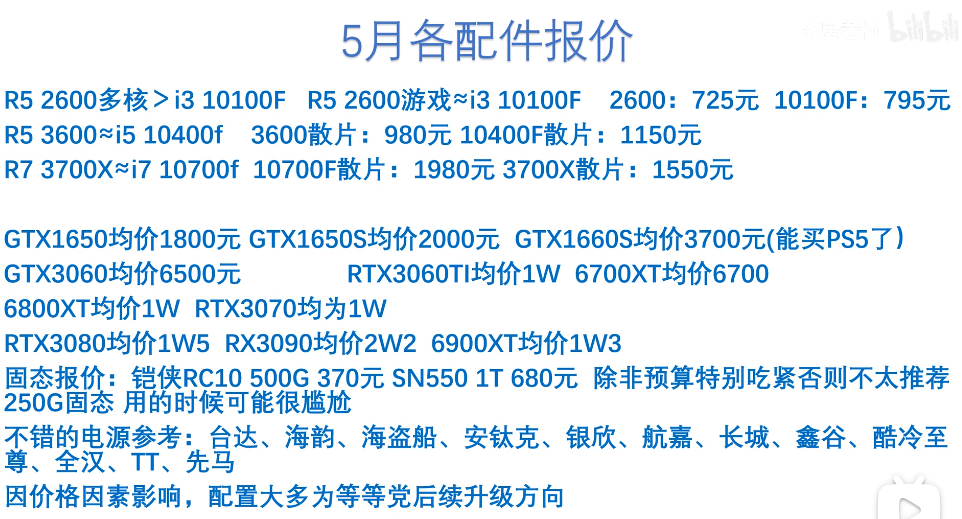 5月各配件报价
bilibili
R5 2600多核＞i3 10100F R5 2600游戏≈i3 10100F 2600：725元 10100F：795元
R5 3600≈i5 10400f 3600散片：980元 10400F散片：1150元
R7 3700X≈i7 10700f 10700F散片：1980元 3700X散片：1550元
GTX1650均价1800元 GTX1650S均价2000元 GTX1660S均价3700元(能买PS5了）
GTX3060均价6500元 RTX3060TI均价1W 6700XT均价6700
6800XT均价1W RTX3070均为1W
RTX3080均价1W5 RX3090均价2W2 6900XT均价1W3
固态报价：铠侠RC10 500G 370元 SN550 1T 680元 除非预算特别吃紧否则不太推荐
250G固态 用的时候可能很尴尬
不错的电源参考：台达、海韵、海盗船、安钛克、银欣、航嘉、长城、鑫谷、酷冷至
尊、全汉、TT、先马
因价格因素影响，配置大多为等等党后续升级方向